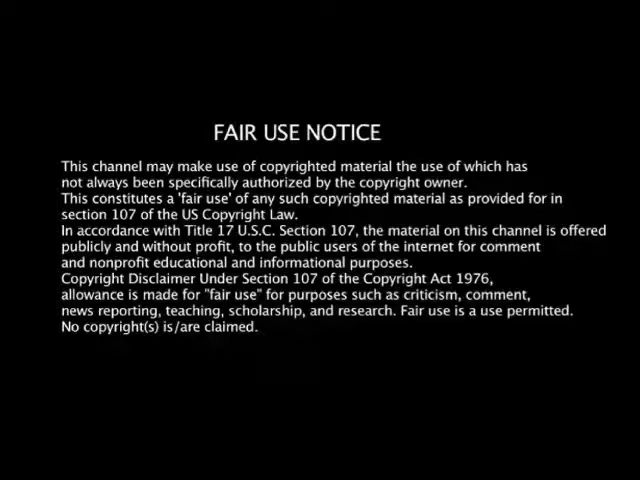 FAIR USE NOTICE
This channel may make use of copyrighted material the use of which has
not always been specifically authorized by the copyright owner.
This constitutes a 'fair use' of any such copyrighted material as provided for in
section 107 of the US Copyright Law.
In accordance with Title 17 U.S.C. Section 107, the material on this channel is offered
publicly and without profit, to the public users of the internet for comment
and nonprofit educational and informational purposes.
Copyright Disclaimer Under Section 107 of the Copyright Act 1976,
allowance is made for "fair use" for purposes such as criticism, comment,
news reporting, teaching, scholarship, and research. Fair use is a use permitted.
No copyright(s) is/are claimed.